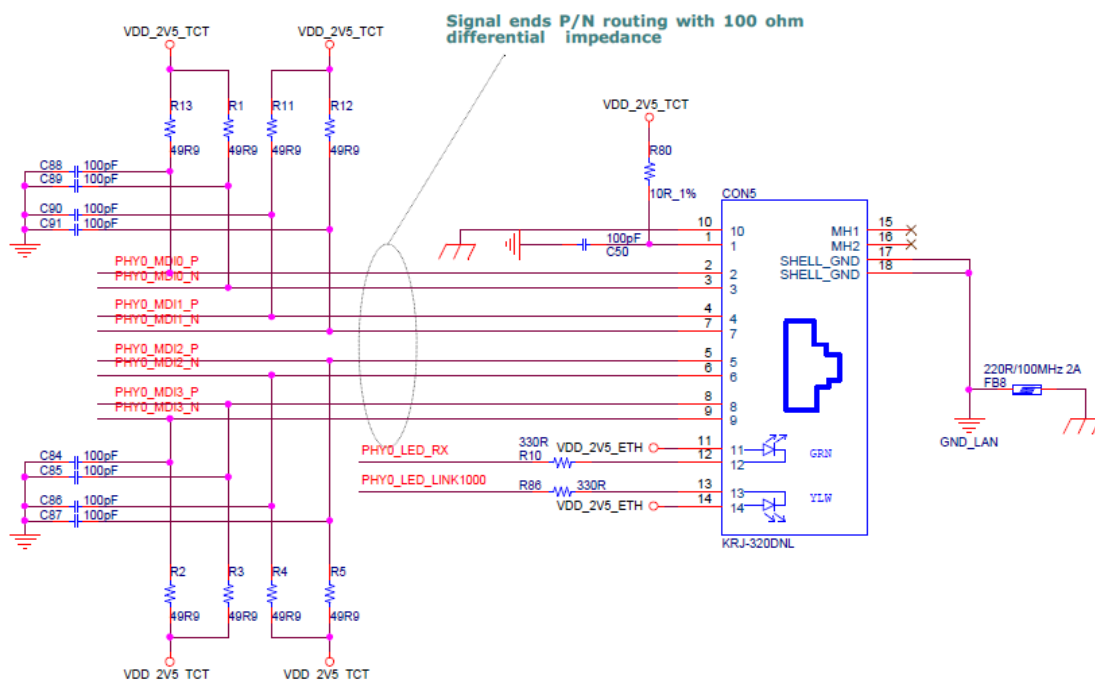 Signal ends P/N routing with 100 ohm
differential impedance
VDD_2V5_TCT
VDD_2V5_TCT
R13
R1
R11
R12
49R9
49R9
49R9
49R9
C88
100pF
C89
100pF
C90
100pF
C91
100pF
VDD_2V5_TCT
R80
10R_1%
100pF
C50
CON5
10
10
1
1
PHY0_MDI0_P
2
2
PHY0_MDI0_N
3
3
PHY0_MDI1_P
4
4
PHY0_MDI1_N
7
7
PHY0_MDI2_P
5
5
PHY0_MDI2_N
6
6
PHY0_MDI3_P
8
8
PHY0_MDI3_N
9
9
MH1
15
MH2
16
SHELL_GND
17
SHELL_GND
18
220R/100MHz 2A
FB8
GND_LAN
PHY0_LED_RX
330R
R10
VDD_2V5_ETH
11
11
12
12
GRN
PHY0_LED_LINK1000
R86
330R
VDD_2V5_ETH
13
13
14
14
YLW
KRJ-320DNL
C84
100pF
C85
100pF
C86
100pF
C87
100pF
R2
R3
R4
R5
49R9
49R9
49R9
49R9
VDD_2V5_TCT
VDD_2V5_TCT